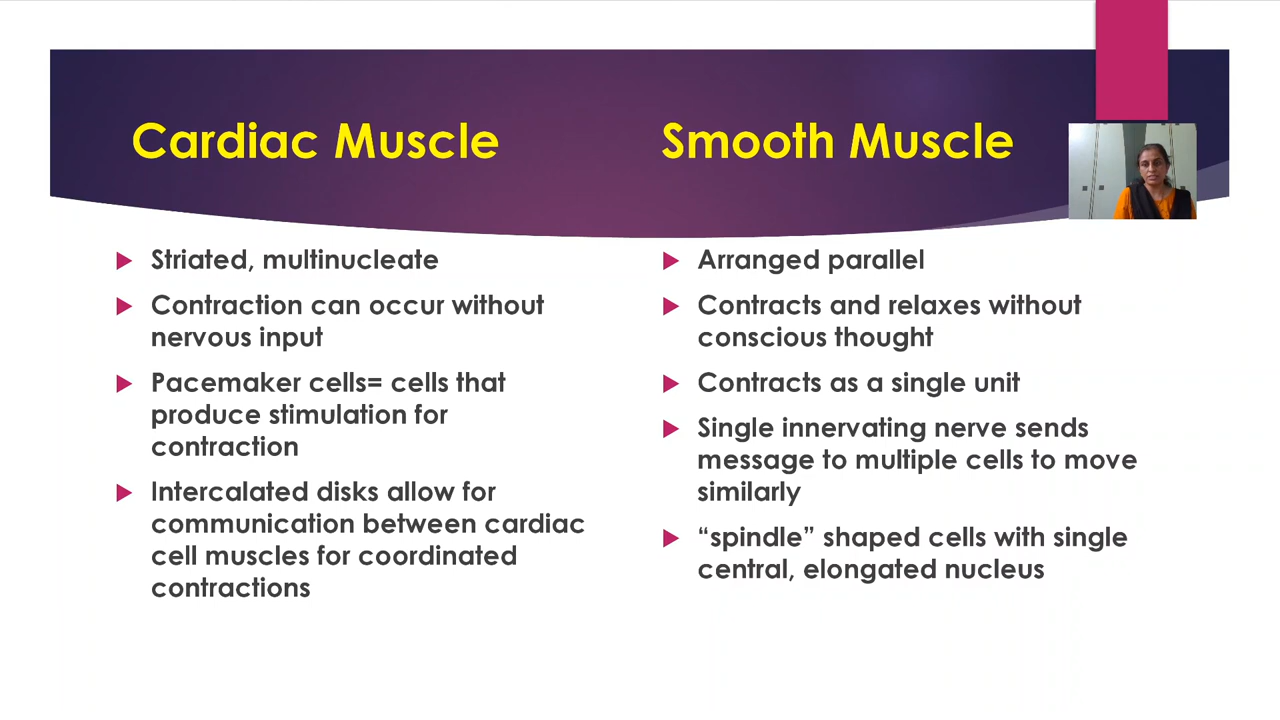 Cardiac Muscle
Striated, multinucleate
Contraction can occur without
nervous input
Pacemaker cells= cells that
produce stimulation for
contraction
Intercalated disks allow for
communication between cardiac
cell muscles for coordinated
contractions
Smooth Muscle
Arranged parallel
Contracts and relaxes without
conscious thought
Contracts as a single unit
Single innervating nerve sends
message to multiple cells to move
similarly
“spindle” shaped cells with single
central, elongated nucleus